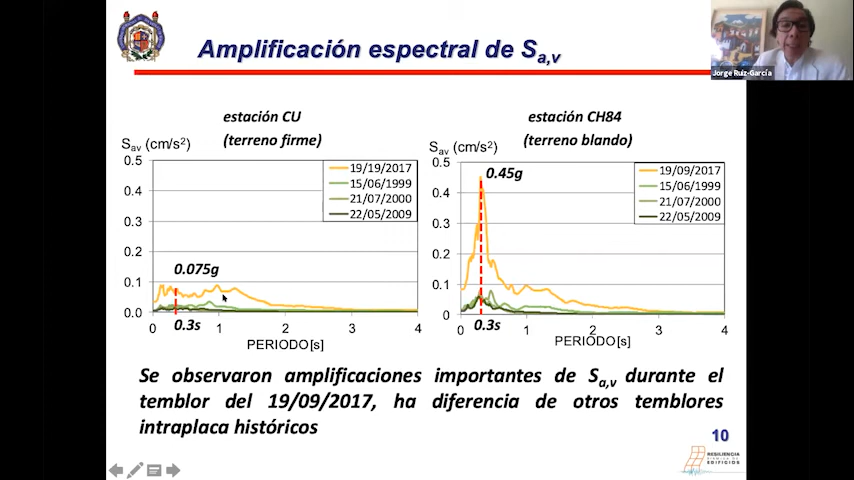 Amplificación espectral de Sa,v
Jorge Ruiz-García
estación CU
(terreno firme)
Sav (cm/s²)
0.5
0.4
0.3
0.2
0.1
0.0
0
1
2
3
4
PERIODO[s]
19/19/2017
15/06/1999
21/07/2000
22/05/2009
0.075g
0.3s
estación CH84
(terreno blando)
Sav (cm/s²)
0.5
0.4
0.3
0.2
0.1
0
0
1
2
3
4
PERIODO[s]
19/09/2017
15/06/1999
21/07/2000
22/05/2009
0.45g
0.3s
Se observaron amplificaciones importantes de Sa,v durante el
temblor del 19/09/2017, ha diferencia de otros temblores
intraplaca históricos
10
RESILIENCIA
EDIFICIOS